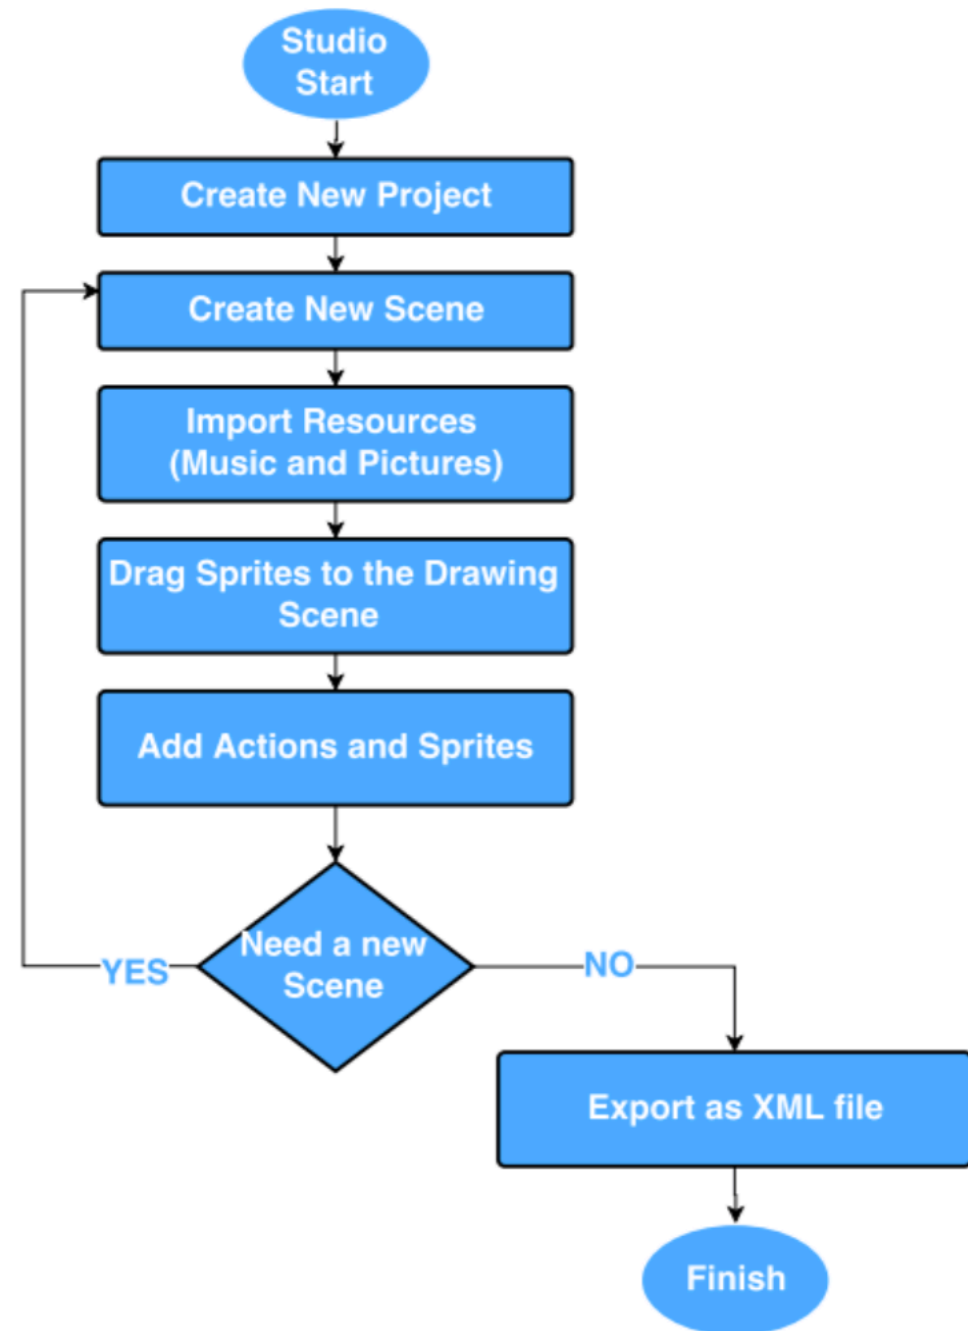 Studio
Start
Create New Project
Create New Scene
Import Resources
(Music and Pictures)
Drag Sprites to the Drawing
Scene
Add Actions and Sprites
Need a new
Scene
YES
NO
Export as XML file
Finish